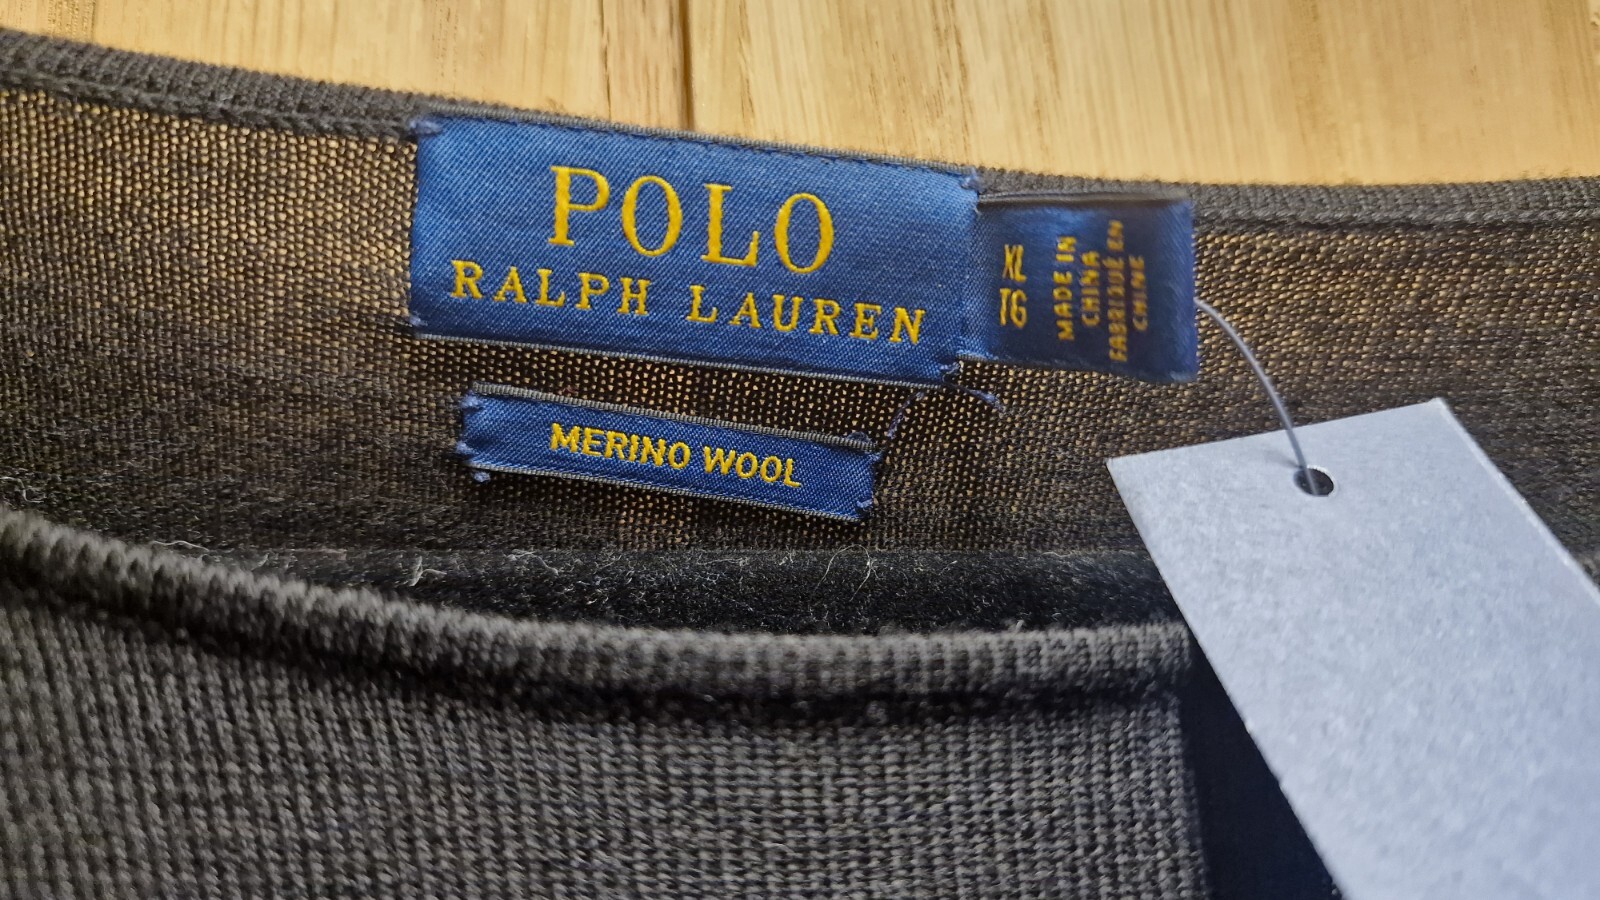 POLO
RALPH LAUREN
XL
TG
MADE IN
CHINA
FABRIQUÉ EN
CHINE
MERINO WOOL